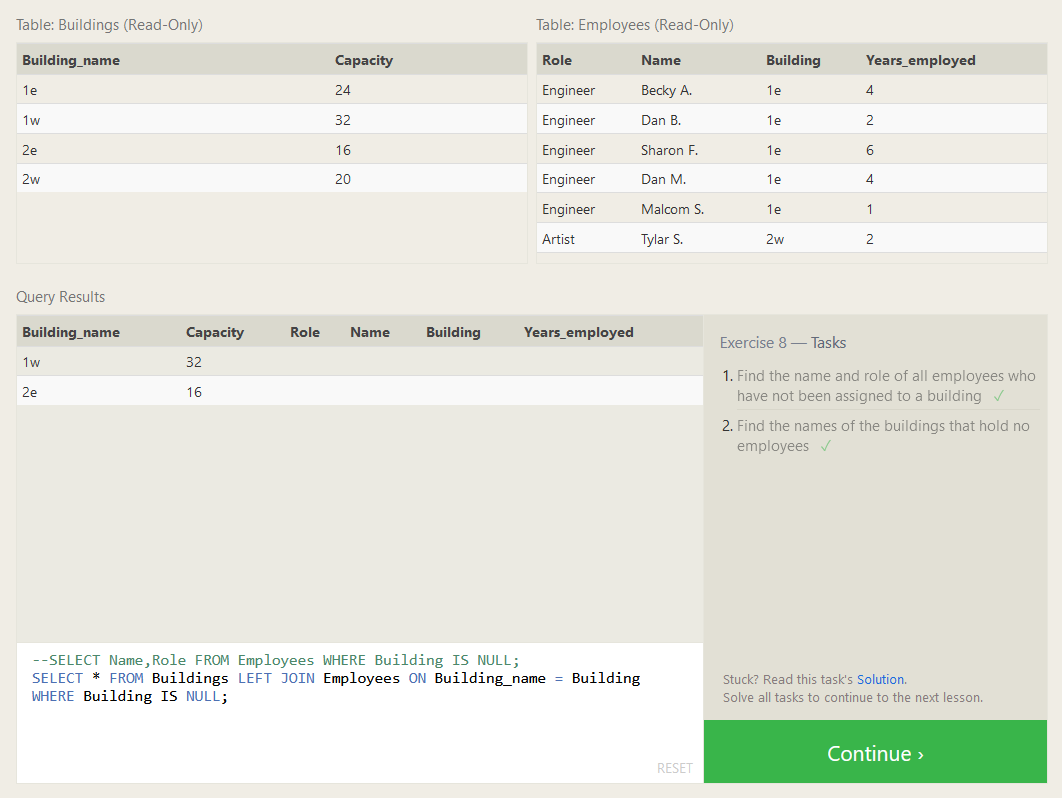 Table: Buildings (Read-Only)
Building_name Capacity
1e 24
1w 32
2e 16
2w 20
Table: Employees (Read-Only)
Role Name Building Years_employed
Engineer Becky A. 1e 4
Engineer Dan B. 1e 2
Engineer Sharon F. 1e 6
Engineer Dan M. 1e 4
Engineer Malcom S. 1e 1
Artist Tylar S. 2w 2
Query Results
Building_name Capacity Role Name Building Years_employed
1w 32
2e 16
--SELECT Name,Role FROM Employees WHERE Building IS NULL;
SELECT * FROM Buildings LEFT JOIN Employees ON Building_name = Building
WHERE Building IS NULL;
RESET
Exercise 8 — Tasks
1. Find the name and role of all employees who
have not been assigned to a building ✓
2. Find the names of the buildings that hold no
employees ✓
Stuck? Read this task's Solution.
Solve all tasks to continue to the next lesson.
Continue ›